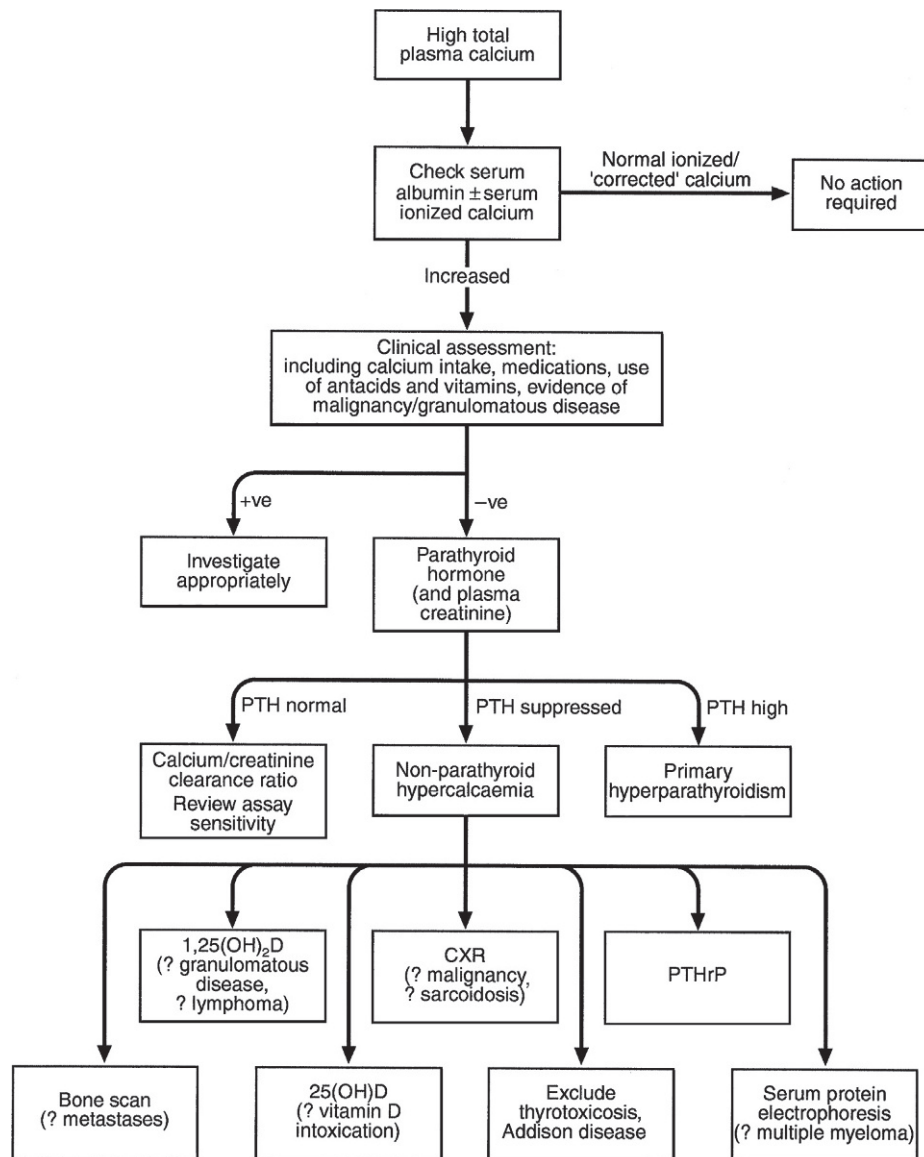 High total
plasma calcium
Check serum
albumin ± serum
ionized calcium
Normal ionized/
'corrected' calcium
No action
required
Increased
Clinical assessment:
including calcium intake, medications, use
of antacids and vitamins, evidence of
malignancy/granulomatous disease
+ve
–ve
Investigate
appropriately
Parathyroid
hormone
(and plasma
creatinine)
PTH normal
PTH suppressed
PTH high
Calcium/creatinine
clearance ratio
Review assay
sensitivity
Non-parathyroid
hypercalcaemia
Primary
hyperparathyroidism
1,25(OH)₂D
(? granulomatous
disease,
? lymphoma)
CXR
(? malignancy,
? sarcoidosis)
PTHrP
Bone scan
(? metastases)
25(OH)D
(? vitamin D
intoxication)
Exclude
thyrotoxicosis,
Addison disease
Serum protein
electrophoresis
(? multiple myeloma)